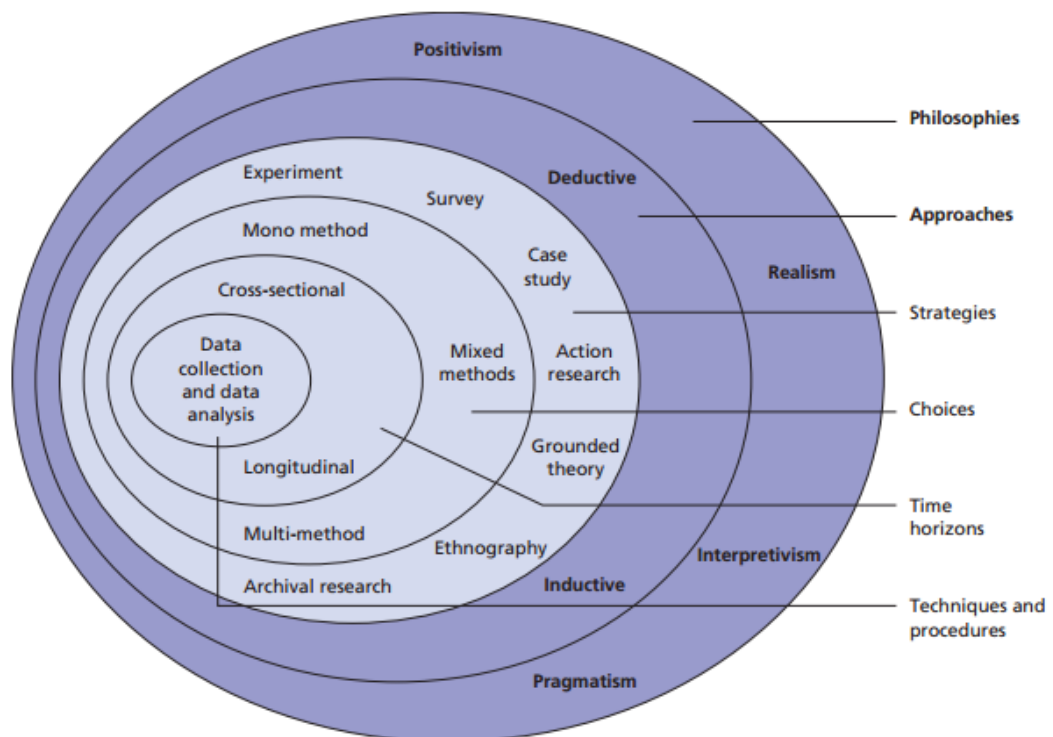 Positivism
Philosophies
Experiment
Deductive
Survey
Approaches
Mono method
Case
study
Realism
Cross-sectional
Strategies
Data
collection
and data
analysis
Mixed
methods
Action
research
Choices
Grounded
theory
Longitudinal
Time
horizons
Multi-method
Ethnography
Interpretivism
Archival research
Inductive
Techniques and
procedures
Pragmatism